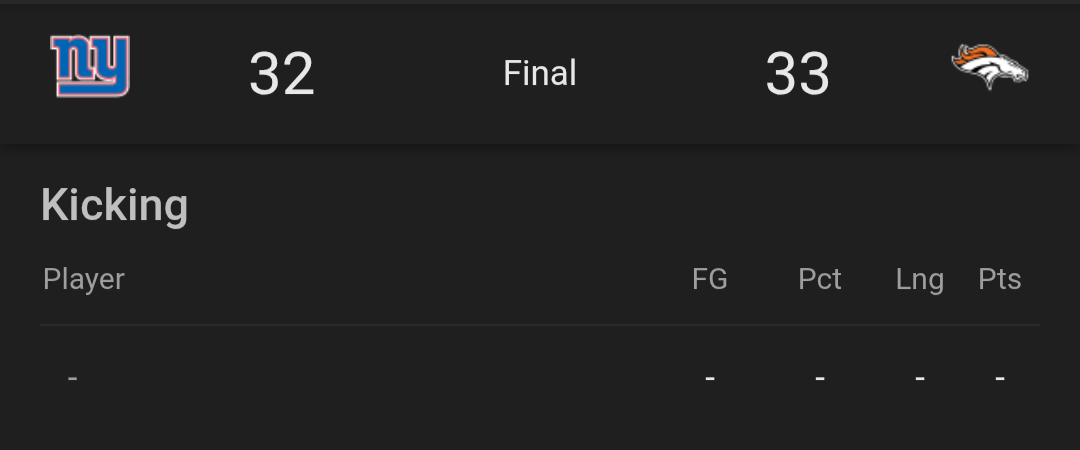 ny 32 Final 33
Kicking
Player FG Pct Lng Pts
- - - - -